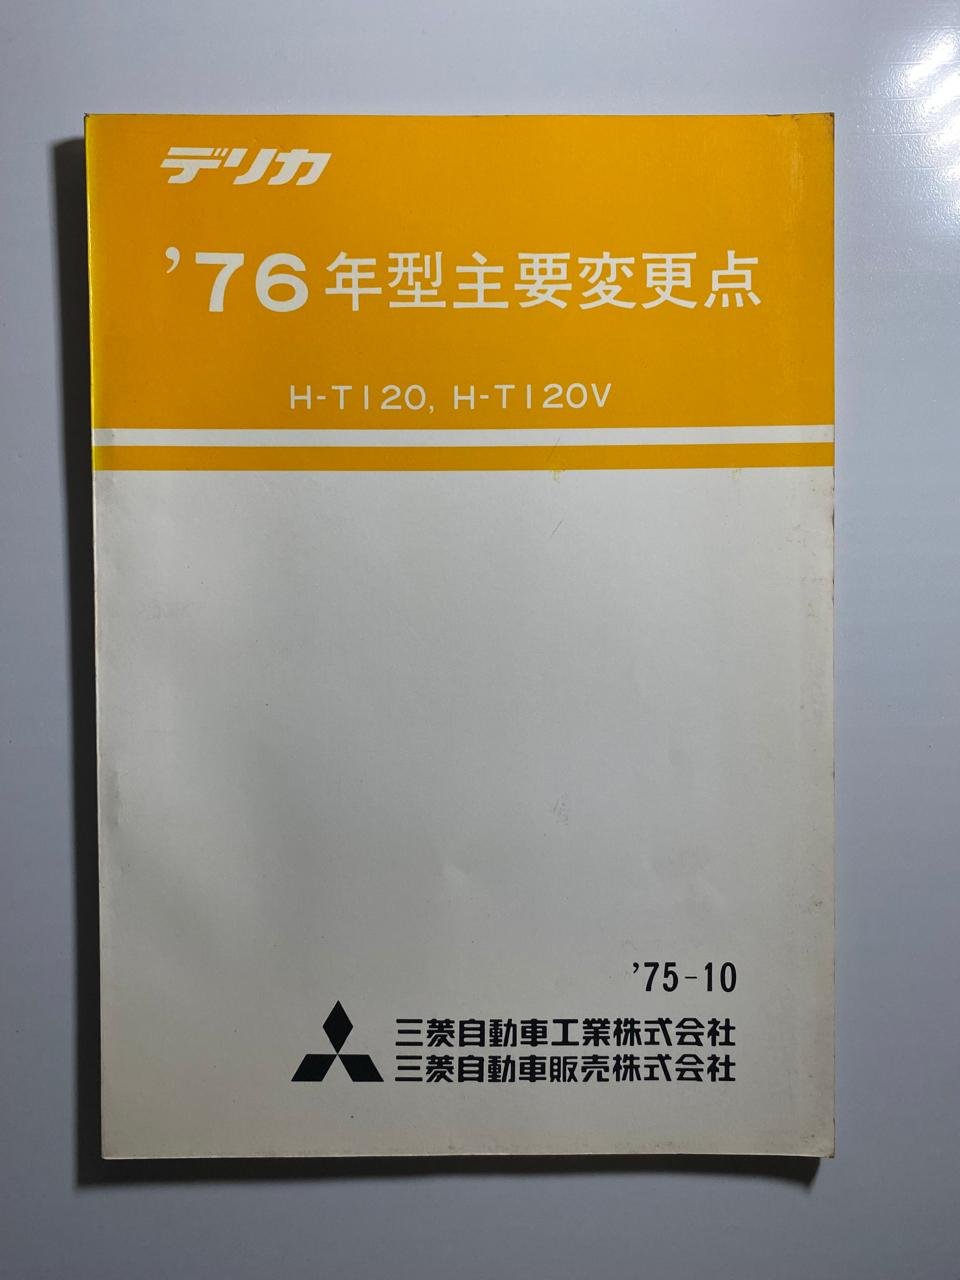 デリカ
’76年型主要変更点
H-T120, H-T120V
’75-10
三菱自動車工業株式会社
三菱自動車販売株式会社